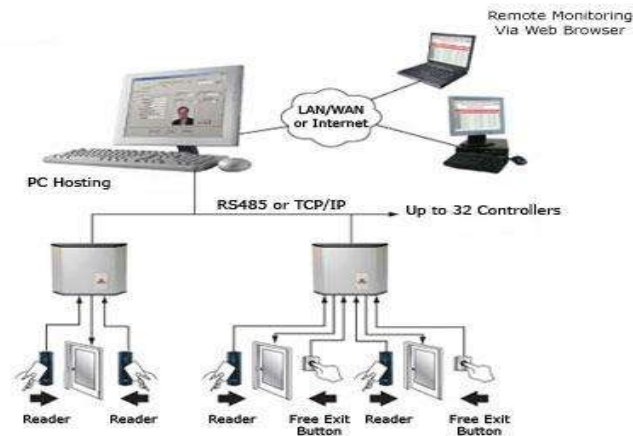 Remote Monitoring
Via Web Browser
LAN/WAN
or Internet
PC Hosting
RS485 or TCP/IP
Up to 32 Controllers
Reader
Reader
Reader
Free Exit
Button
Reader
Free Exit
Button